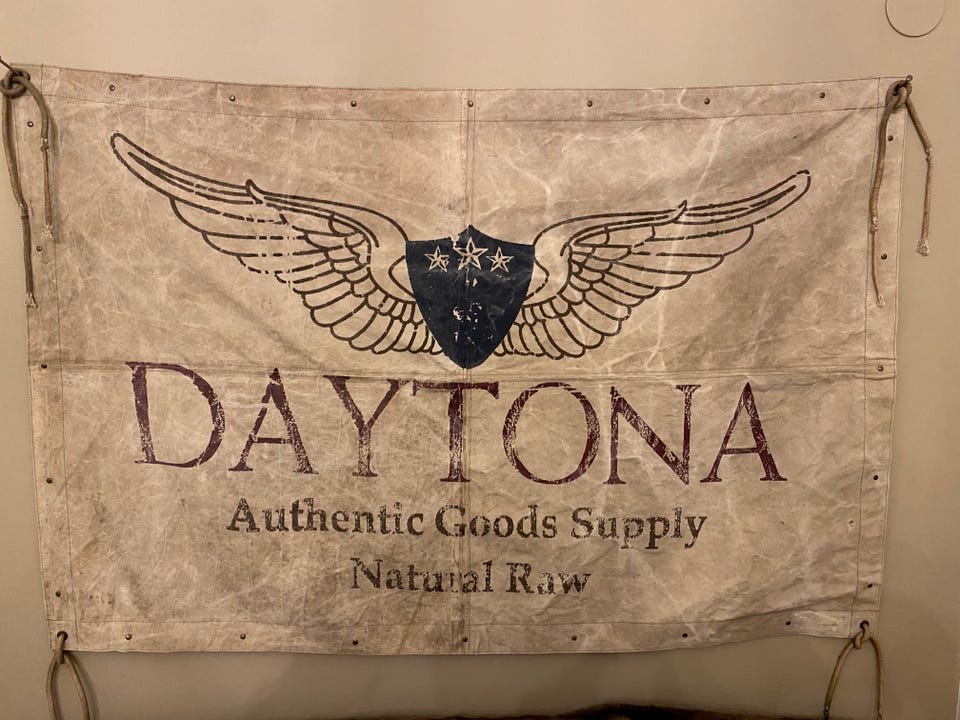 DAYTONA
Authentic Goods Supply
Natural Raw